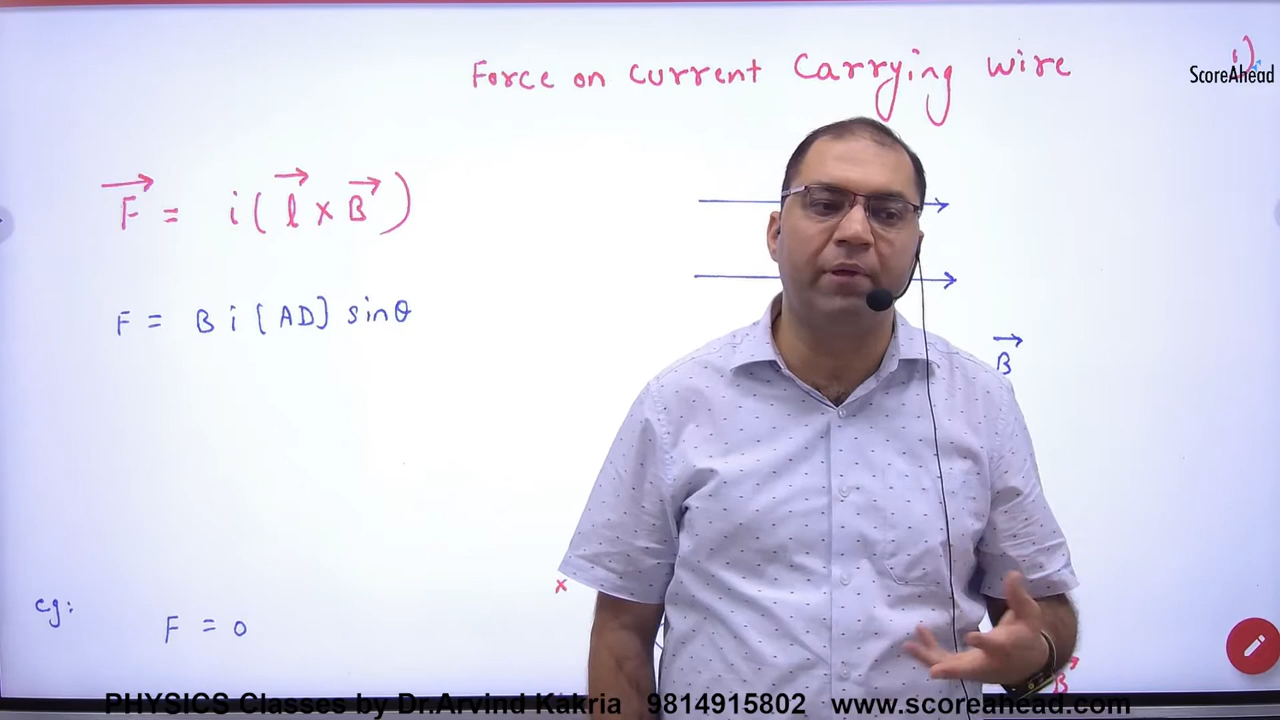 Force on Current Carrying wire
i)
ScoreAhead
F⃗ = i ( l⃗ × B⃗ )
F = B i [AD] sinθ
B⃗
x
eg:
F = 0
B⃗
PHYSICS Classes by Dr.Arvind Kakria 9814915802 www.scoreahead.com